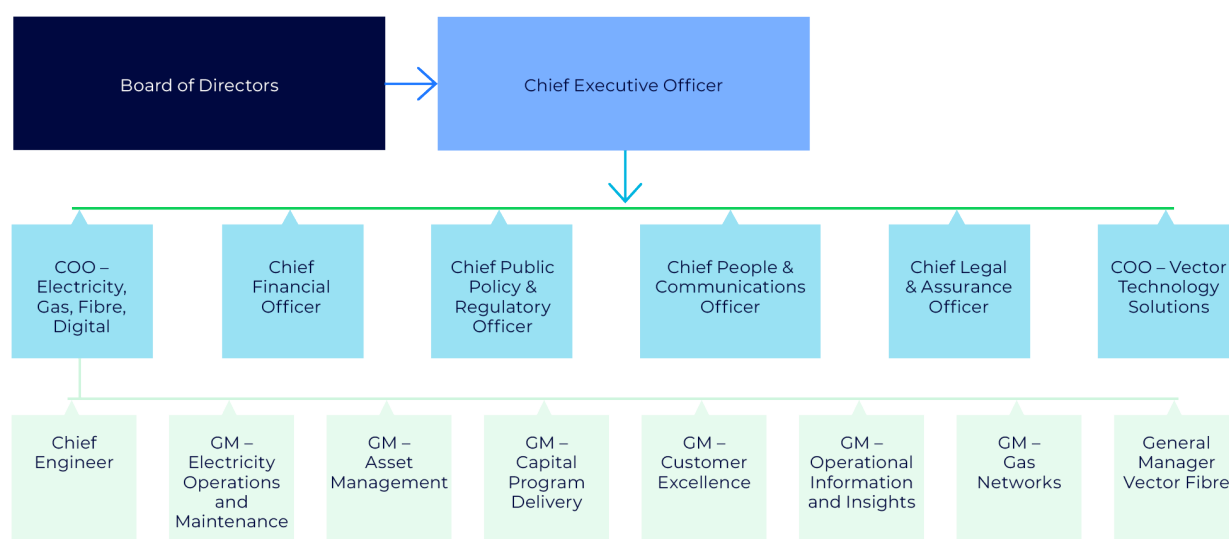 Board of Directors
Chief Executive Officer
COO –
Electricity,
Gas, Fibre,
Digital
Chief
Financial
Officer
Chief Public
Policy &
Regulatory
Officer
Chief People &
Communications
Officer
Chief Legal
& Assurance
Officer
COO – Vector
Technology
Solutions
Chief
Engineer
GM –
Electricity
Operations
and
Maintenance
GM –
Asset
Management
GM –
Capital
Program
Delivery
GM –
Customer
Excellence
GM –
Operational
Information
and Insights
GM –
Gas
Networks
General
Manager
Vector Fibre